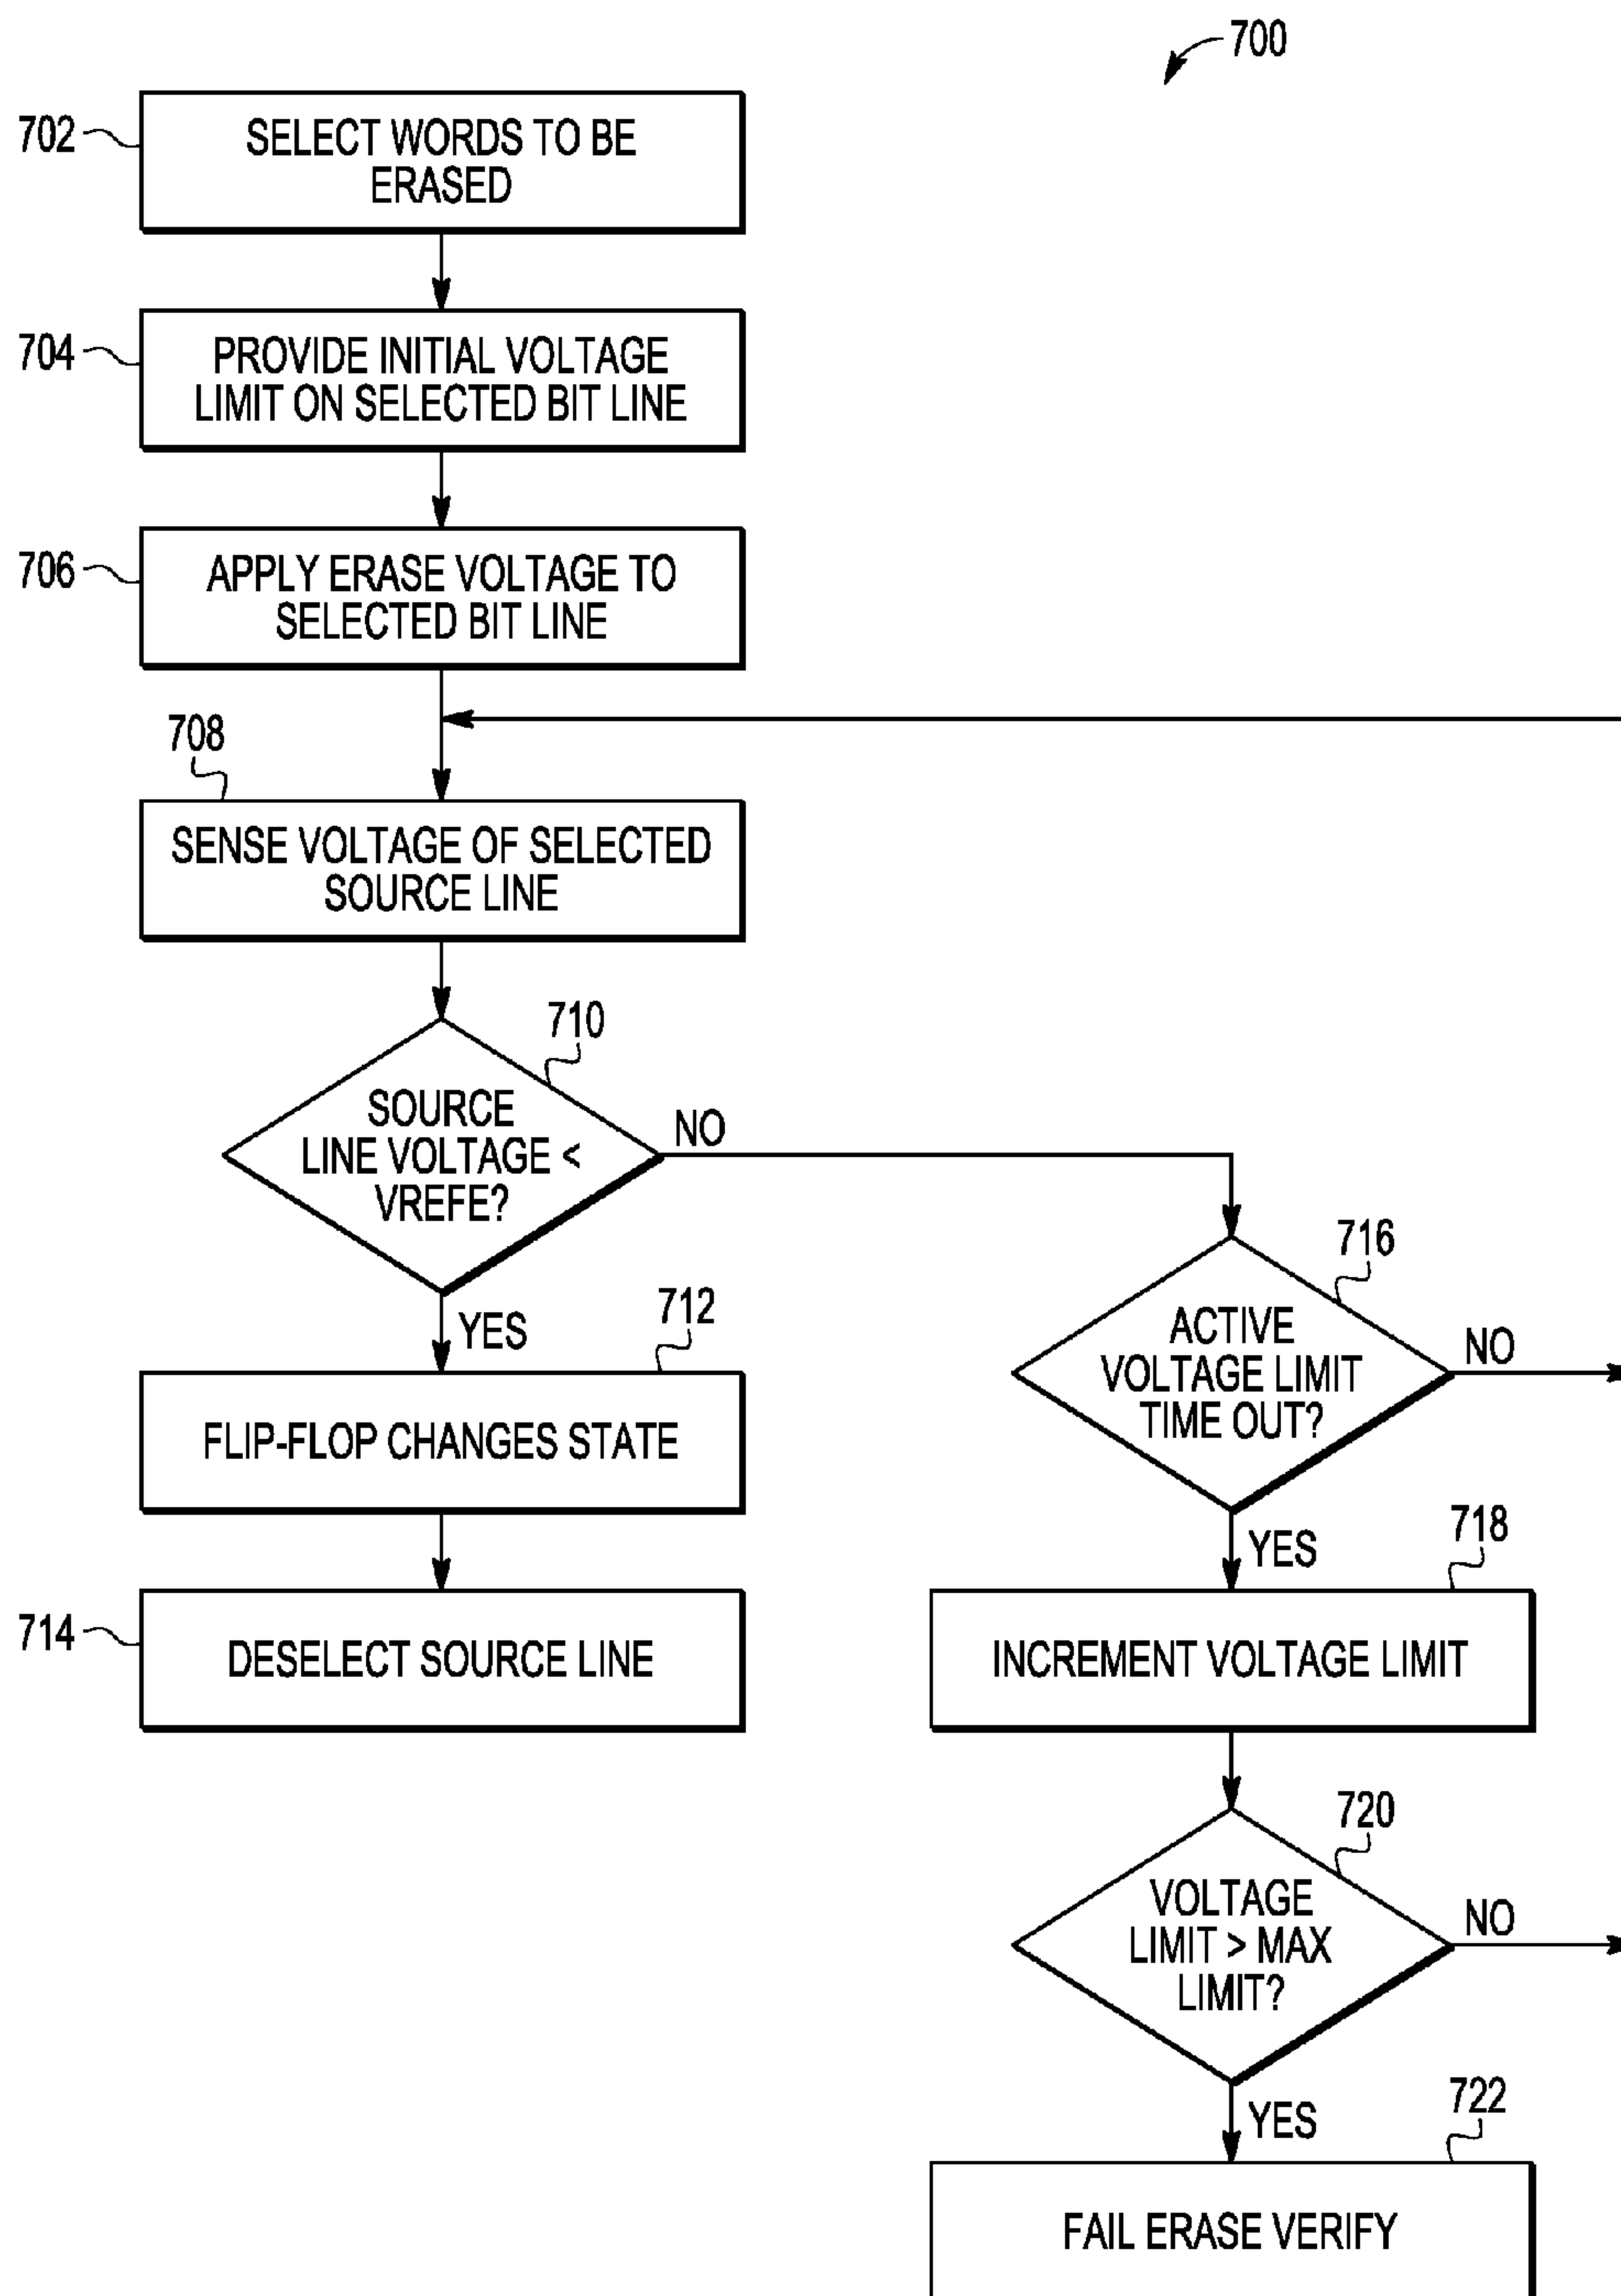 700
702
SELECT WORDS TO BE
ERASED
704
PROVIDE INITIAL VOLTAGE
LIMIT ON SELECTED BIT LINE
706
APPLY ERASE VOLTAGE TO
SELECTED BIT LINE
708
SENSE VOLTAGE OF SELECTED
SOURCE LINE
710
SOURCE
LINE VOLTAGE <
VREFE?
NO
YES
712
FLIP-FLOP CHANGES STATE
714
DESELECT SOURCE LINE
716
ACTIVE
VOLTAGE LIMIT
TIME OUT?
NO
YES
718
INCREMENT VOLTAGE LIMIT
720
VOLTAGE
LIMIT > MAX
LIMIT?
NO
YES
722
FAIL ERASE VERIFY